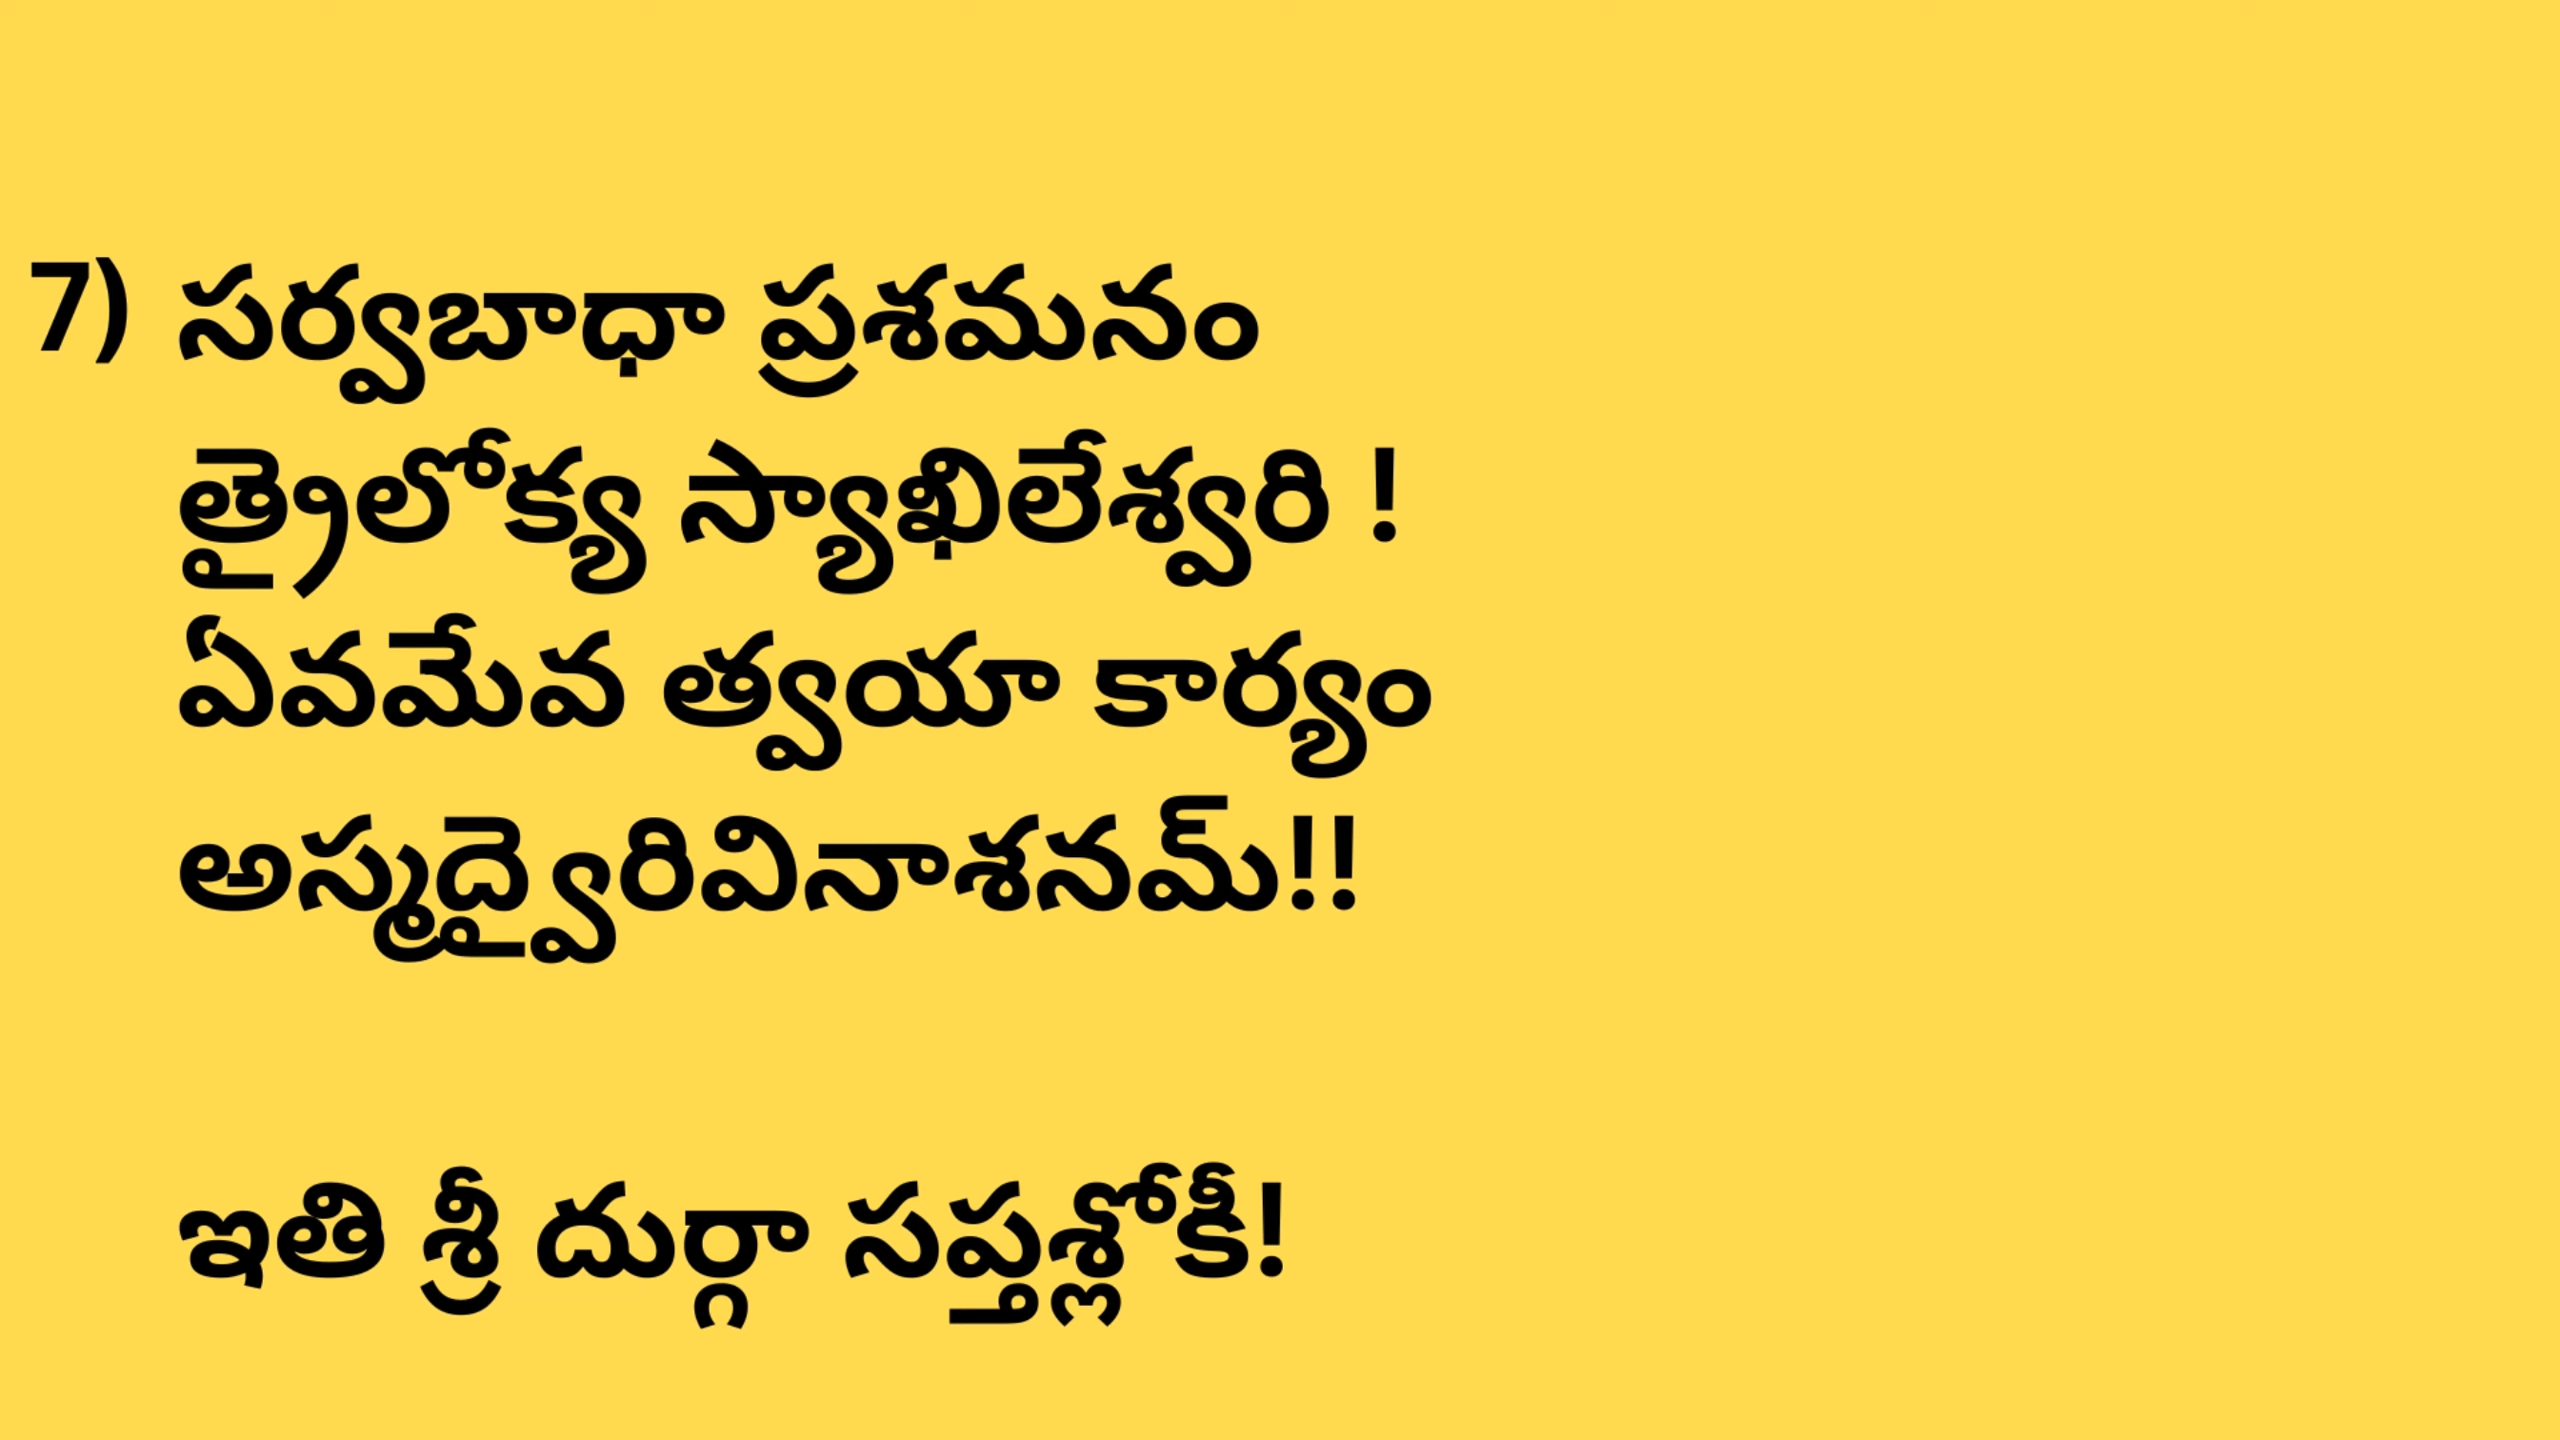 7) సర్వబాధా ప్రశమనం
త్రైలోక్య స్యాఖిలేశ్వరి !
ఏవమేవ త్వయా కార్యం
అస్మద్వైరివినాశనమ్!!
ఇతి శ్రీ దుర్గా సప్తశ్లోకీ!